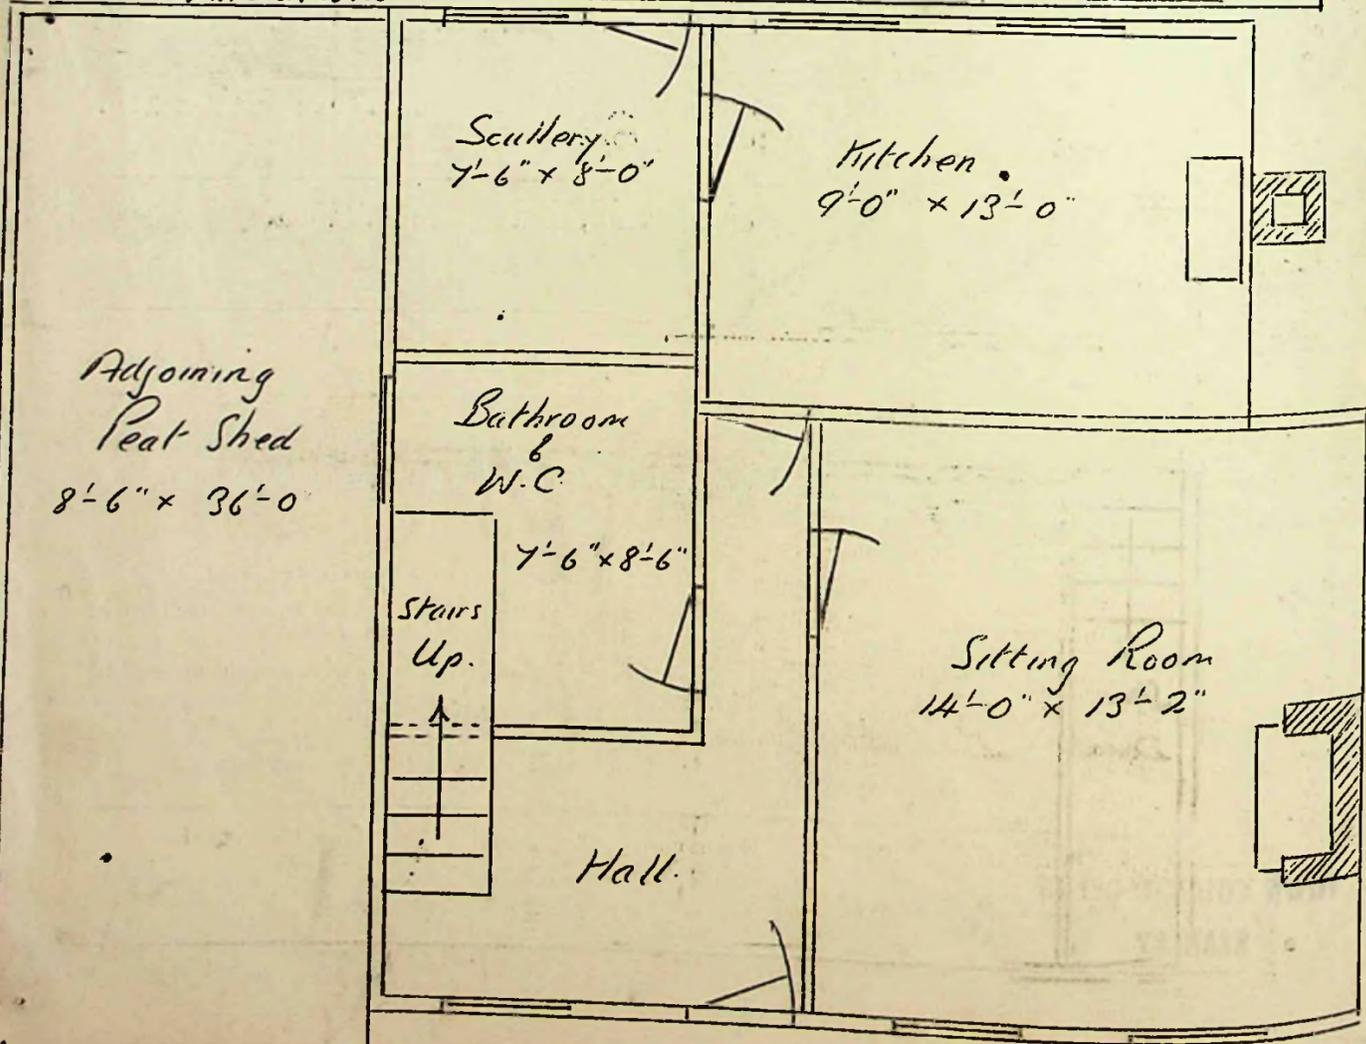 Scullery
7'-6" x 8'-0"
Kitchen
9'-0" x 13'-0"
Adjoining
Peat Shed
8'-6" x 36'-0
Bathroom
&
W.C
7'-6" x 8'-6"
Stairs
Up.
Sitting Room
14'-0" x 13'-2"
Hall.